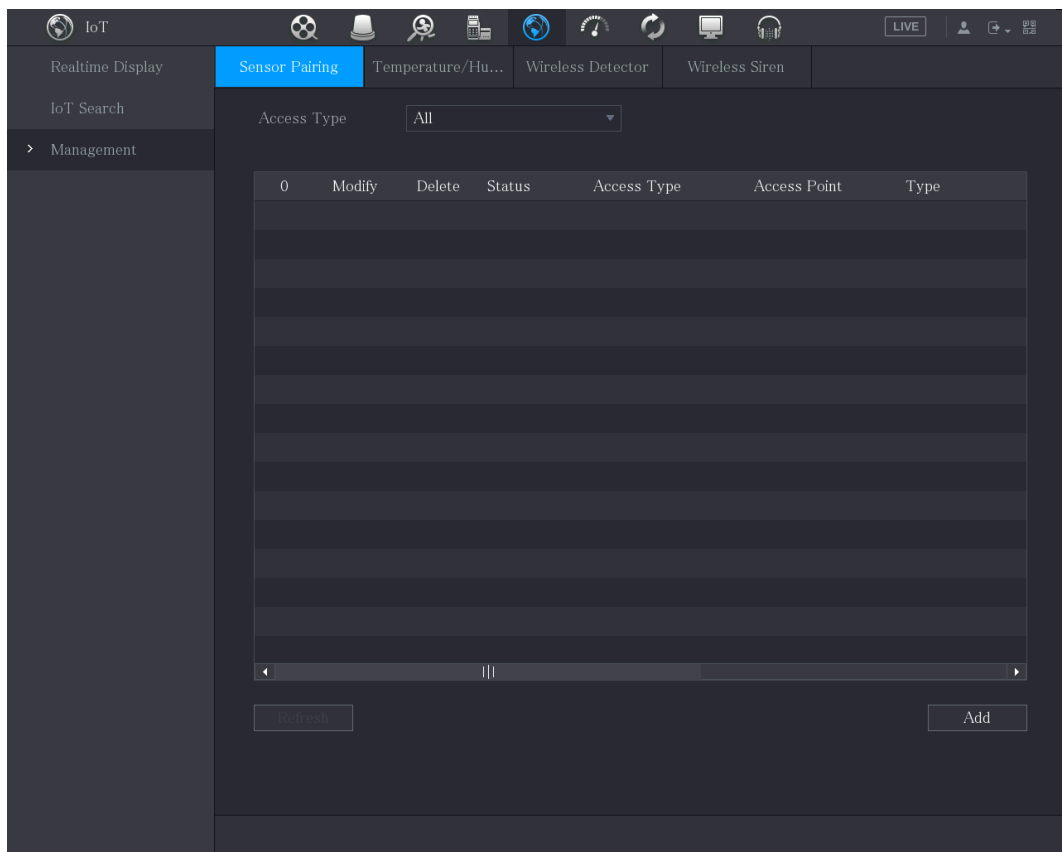 IoT
LIVE
Realtime Display
IoT Search
Management
Sensor Pairing
Temperature/Hu...
Wireless Detector
Wireless Siren
Access Type
All
0 Modify Delete Status Access Type Access Point Type
Refresh
Add